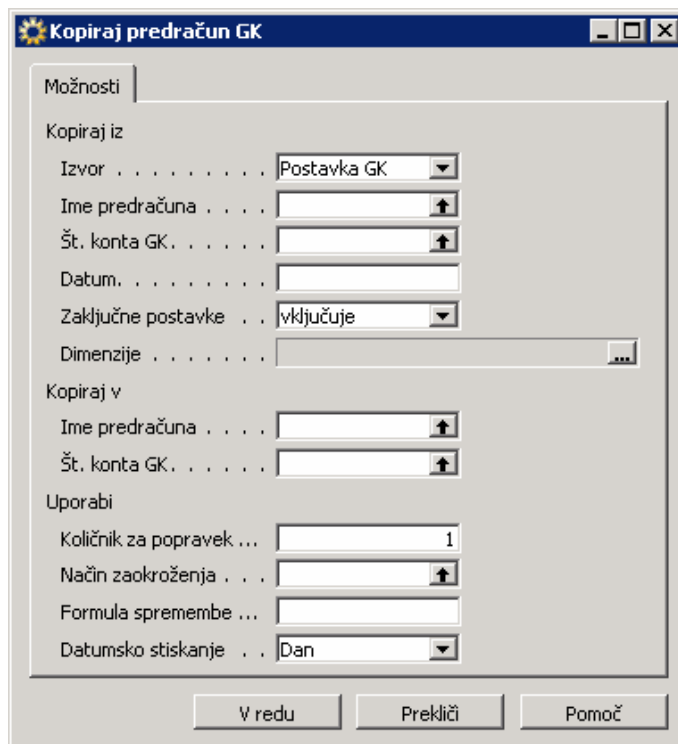 Kopiraj predračun GK
Možnosti
Kopiraj iz
Izvor . . . . . . . . . Postavka GK
Ime predračuna . . . .
Št. konta GK. . . . . .
Datum. . . . . . . . .
Zaključne postavke . . vključuje
Dimenzije . . . . . . . ...
Kopiraj v
Ime predračuna . . . .
Št. konta GK. . . . . .
Uporabi
Količnik za popravek ... 1
Način zaokroženja . . .
Formula spremembe ...
Datumsko stiskanje . . Dan
V redu Prekliči Pomoč